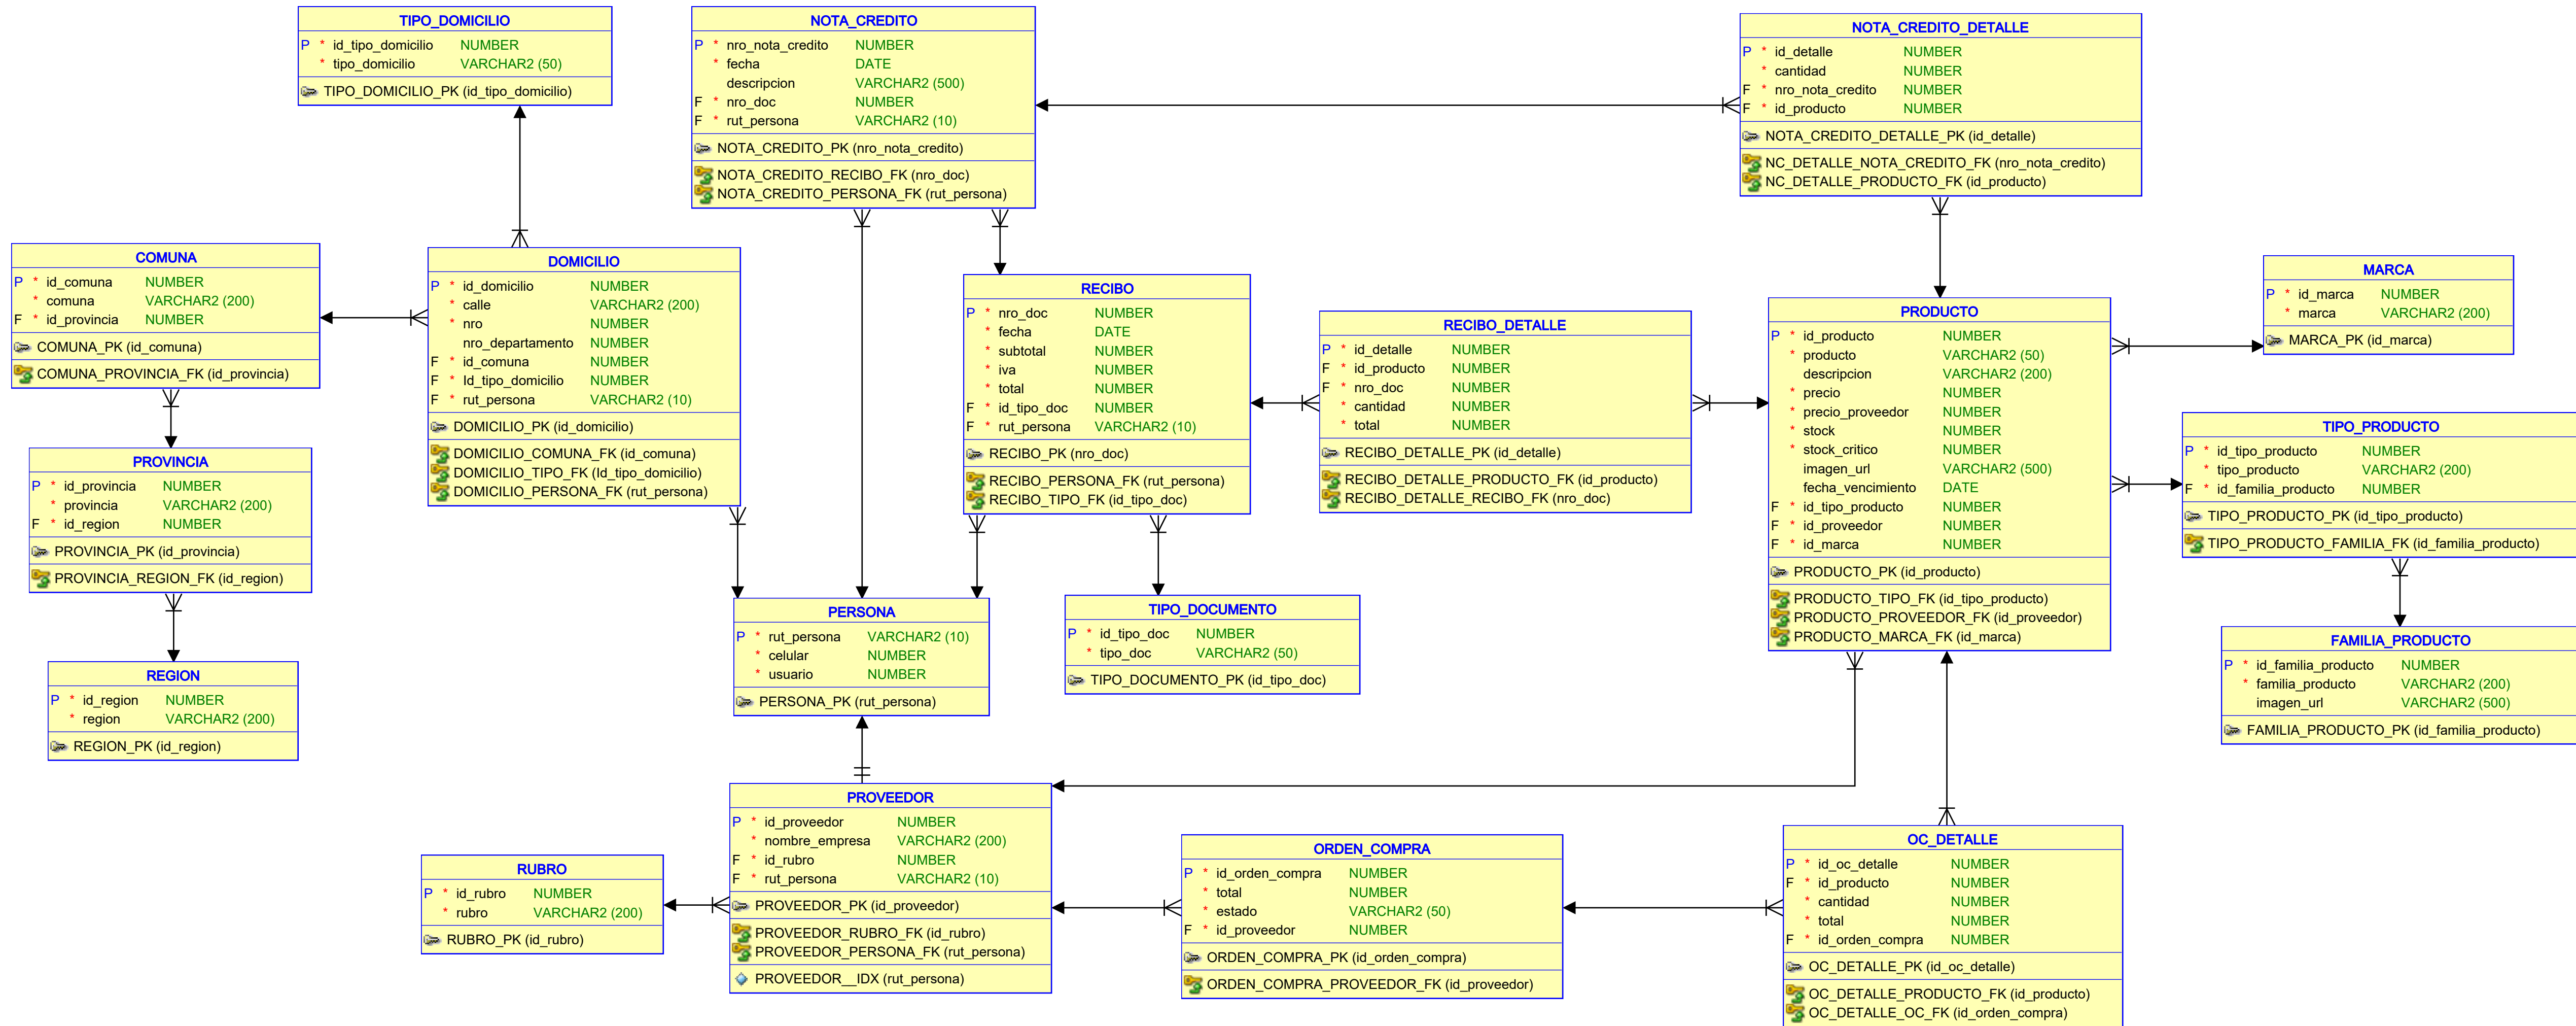 TIPO_DOMICILIO
P * id_tipo_domicilio NUMBER
* tipo_domicilio VARCHAR2 (50)
TIPO_DOMICILIO_PK (id_tipo_domicilio)
NOTA_CREDITO
P * nro_nota_credito NUMBER
* fecha DATE
descripcion VARCHAR2 (500)
F * nro_doc NUMBER
F * rut_persona VARCHAR2 (10)
NOTA_CREDITO_PK (nro_nota_credito)
NOTA_CREDITO_RECIBO_FK (nro_doc)
NOTA_CREDITO_PERSONA_FK (rut_persona)
NOTA_CREDITO_DETALLE
P * id_detalle NUMBER
* cantidad NUMBER
F * nro_nota_credito NUMBER
F * id_producto NUMBER
NOTA_CREDITO_DETALLE_PK (id_detalle)
NC_DETALLE_NOTA_CREDITO_FK (nro_nota_credito)
NC_DETALLE_PRODUCTO_FK (id_producto)
COMUNA
P * id_comuna NUMBER
* comuna VARCHAR2 (200)
F * id_provincia NUMBER
COMUNA_PK (id_comuna)
COMUNA_PROVINCIA_FK (id_provincia)
DOMICILIO
P * id_domicilio NUMBER
* calle VARCHAR2 (200)
* nro NUMBER
nro_departamento NUMBER
F * id_comuna NUMBER
F * Id_tipo_domicilio NUMBER
F * rut_persona VARCHAR2 (10)
DOMICILIO_PK (id_domicilio)
DOMICILIO_COMUNA_FK (id_comuna)
DOMICILIO_TIPO_FK (Id_tipo_domicilio)
DOMICILIO_PERSONA_FK (rut_persona)
RECIBO
P * nro_doc NUMBER
* fecha DATE
* subtotal NUMBER
* iva NUMBER
* total NUMBER
F * id_tipo_doc NUMBER
F * rut_persona VARCHAR2 (10)
RECIBO_PK (nro_doc)
RECIBO_PERSONA_FK (rut_persona)
RECIBO_TIPO_FK (id_tipo_doc)
RECIBO_DETALLE
P * id_detalle NUMBER
F * id_producto NUMBER
F * nro_doc NUMBER
* cantidad NUMBER
* total NUMBER
RECIBO_DETALLE_PK (id_detalle)
RECIBO_DETALLE_PRODUCTO_FK (id_producto)
RECIBO_DETALLE_RECIBO_FK (nro_doc)
PRODUCTO
P * id_producto NUMBER
* producto VARCHAR2 (50)
descripcion VARCHAR2 (200)
* precio NUMBER
* precio_proveedor NUMBER
* stock NUMBER
* stock_critico NUMBER
imagen_url VARCHAR2 (500)
fecha_vencimiento DATE
F * id_tipo_producto NUMBER
F * id_proveedor NUMBER
F * id_marca NUMBER
PRODUCTO_PK (id_producto)
PRODUCTO_TIPO_FK (id_tipo_producto)
PRODUCTO_PROVEEDOR_FK (id_proveedor)
PRODUCTO_MARCA_FK (id_marca)
MARCA
P * id_marca NUMBER
* marca VARCHAR2 (200)
MARCA_PK (id_marca)
TIPO_PRODUCTO
P * id_tipo_producto NUMBER
* tipo_producto VARCHAR2 (200)
F * id_familia_producto NUMBER
TIPO_PRODUCTO_PK (id_tipo_producto)
TIPO_PRODUCTO_FAMILIA_FK (id_familia_producto)
PROVINCIA
P * id_provincia NUMBER
* provincia VARCHAR2 (200)
F * id_region NUMBER
PROVINCIA_PK (id_provincia)
PROVINCIA_REGION_FK (id_region)
PERSONA
P * rut_persona VARCHAR2 (10)
* celular NUMBER
* usuario NUMBER
PERSONA_PK (rut_persona)
TIPO_DOCUMENTO
P * id_tipo_doc NUMBER
* tipo_doc VARCHAR2 (50)
TIPO_DOCUMENTO_PK (id_tipo_doc)
FAMILIA_PRODUCTO
P * id_familia_producto NUMBER
* familia_producto VARCHAR2 (200)
imagen_url VARCHAR2 (500)
FAMILIA_PRODUCTO_PK (id_familia_producto)
REGION
P * id_region NUMBER
* region VARCHAR2 (200)
REGION_PK (id_region)
RUBRO
P * id_rubro NUMBER
* rubro VARCHAR2 (200)
RUBRO_PK (id_rubro)
PROVEEDOR
P * id_proveedor NUMBER
* nombre_empresa VARCHAR2 (200)
F * id_rubro NUMBER
F * rut_persona VARCHAR2 (10)
PROVEEDOR_PK (id_proveedor)
PROVEEDOR_RUBRO_FK (id_rubro)
PROVEEDOR_PERSONA_FK (rut_persona)
PROVEEDOR__IDX (rut_persona)
ORDEN_COMPRA
P * id_orden_compra NUMBER
* total NUMBER
* estado VARCHAR2 (50)
F * id_proveedor NUMBER
ORDEN_COMPRA_PK (id_orden_compra)
ORDEN_COMPRA_PROVEEDOR_FK (id_proveedor)
OC_DETALLE
P * id_oc_detalle NUMBER
F * id_producto NUMBER
* cantidad NUMBER
* total NUMBER
F * id_orden_compra NUMBER
OC_DETALLE_PK (id_oc_detalle)
OC_DETALLE_PRODUCTO_FK (id_producto)
OC_DETALLE_OC_FK (id_orden_compra)